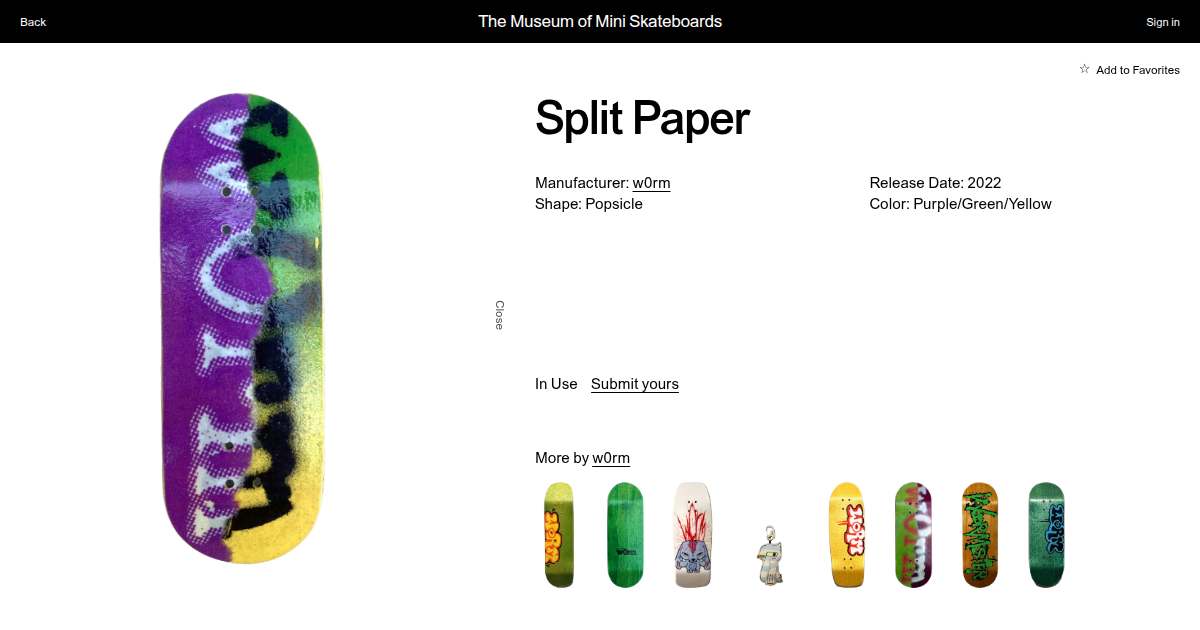 Back
The Museum of Mini Skateboards
Sign in
☆ Add to Favorites
Split Paper
Manufacturer: w0rm
Release Date: 2022
Shape: Popsicle
Color: Purple/Green/Yellow
Close
In Use Submit yours
More by w0rm
w0rm